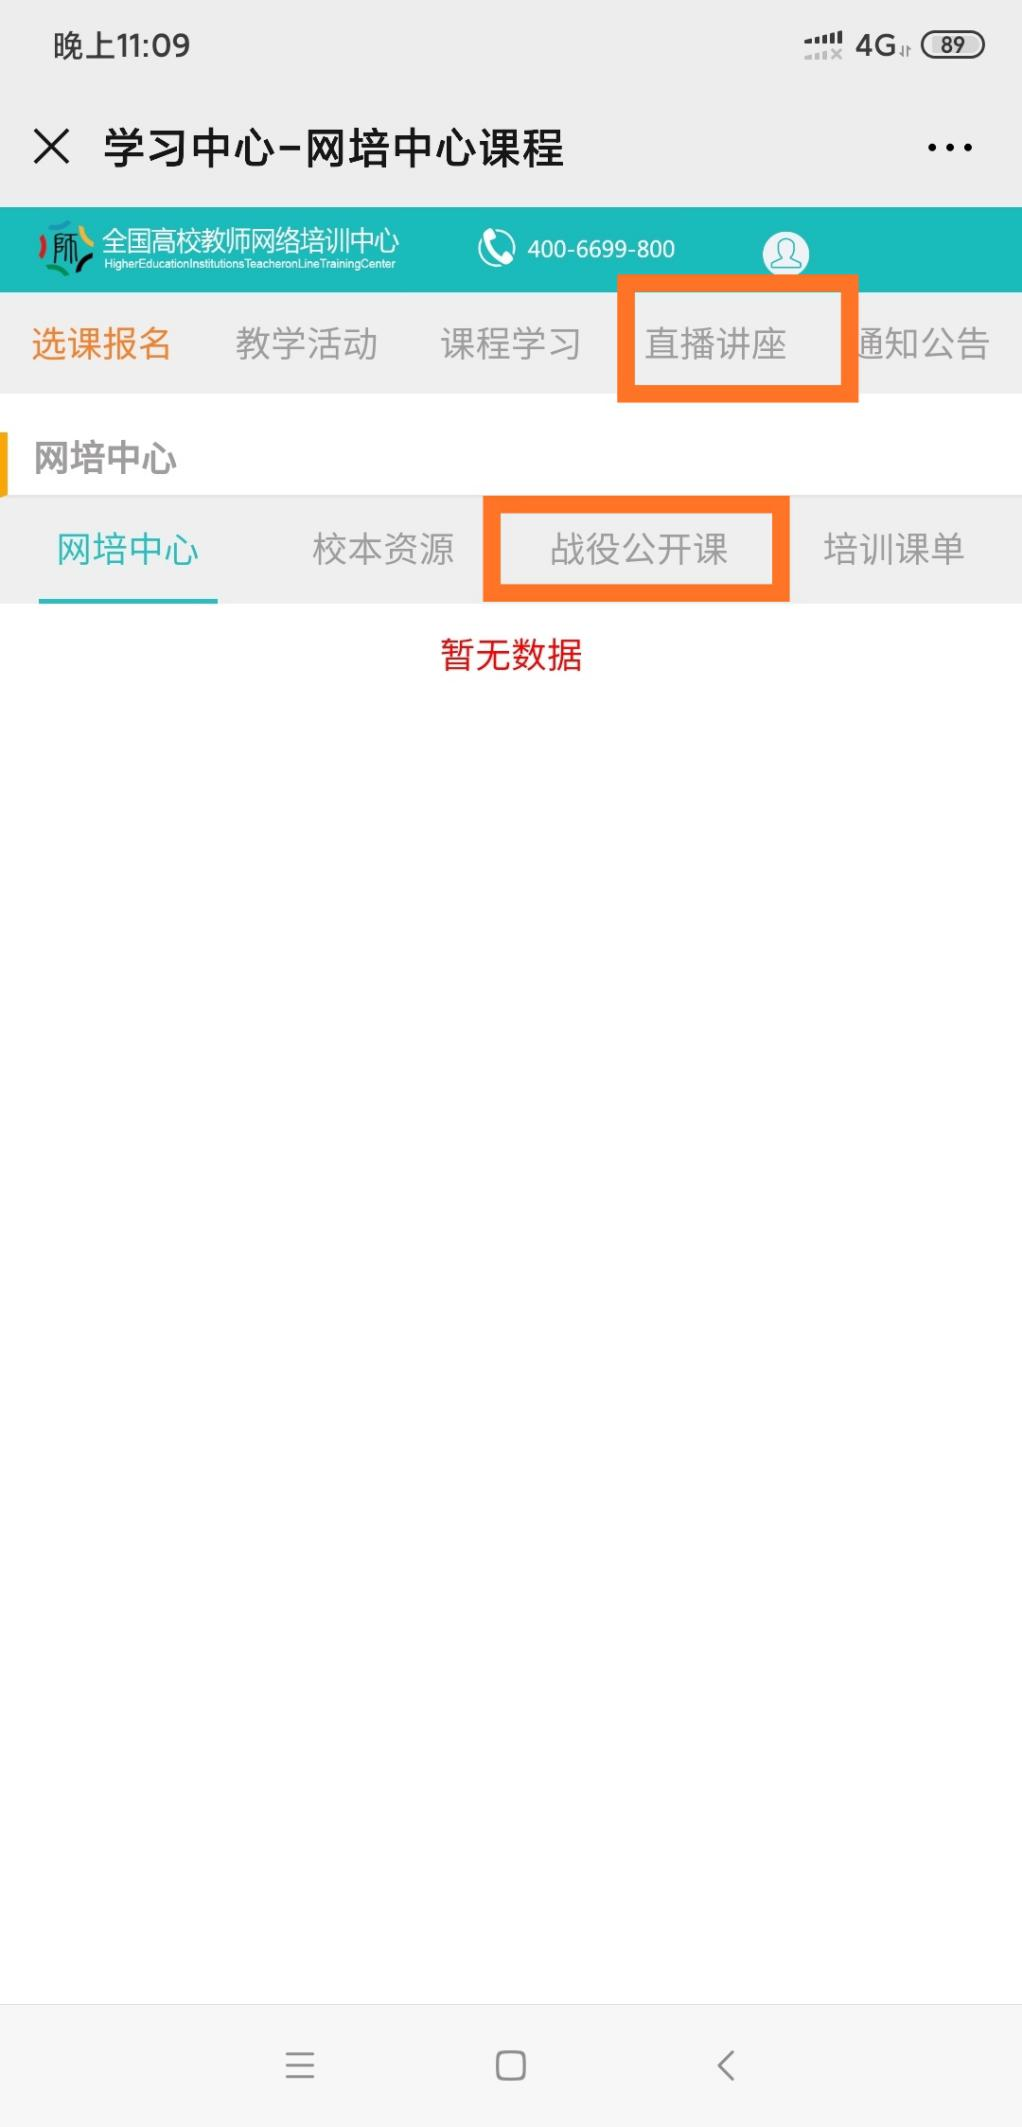 晚上11:09
4G
89
学习中心-网培中心课程
师
全国高校教师网络培训中心
HigherEducationInstitutionsTeacheronLineTrainingCenter
400-6699-800
选课报名 教学活动 课程学习 直播讲座 通知公告
网培中心
网培中心 校本资源 战役公开课 培训课单
暂无数据